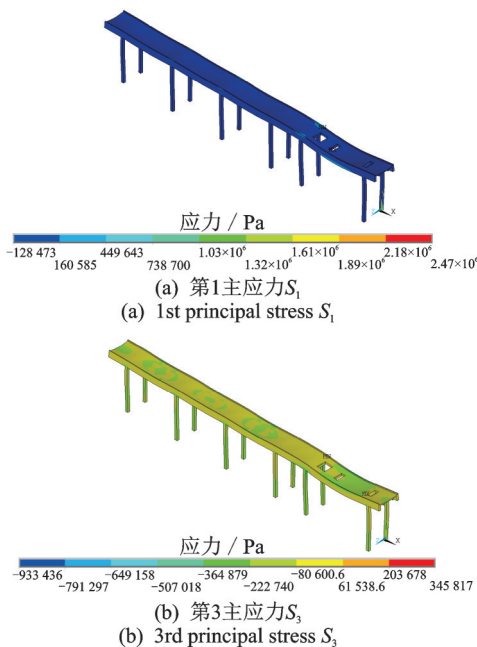 MX
X
应力 / Pa
−128 473 449 643 1.03×10⁶ 1.61×10⁶ 2.18×10⁶
160 585 738 700 1.32×10⁶ 1.89×10⁶ 2.47×10⁶
(a) 第1主应力S₁
(a) 1st principal stress S₁
X
应力 / Pa
−933 436 −649 158 −364 879 −80 600.6 203 678
−791 297 −507 018 −222 740 61 538.6 345 817
(b) 第3主应力S₃
(b) 3rd principal stress S₃